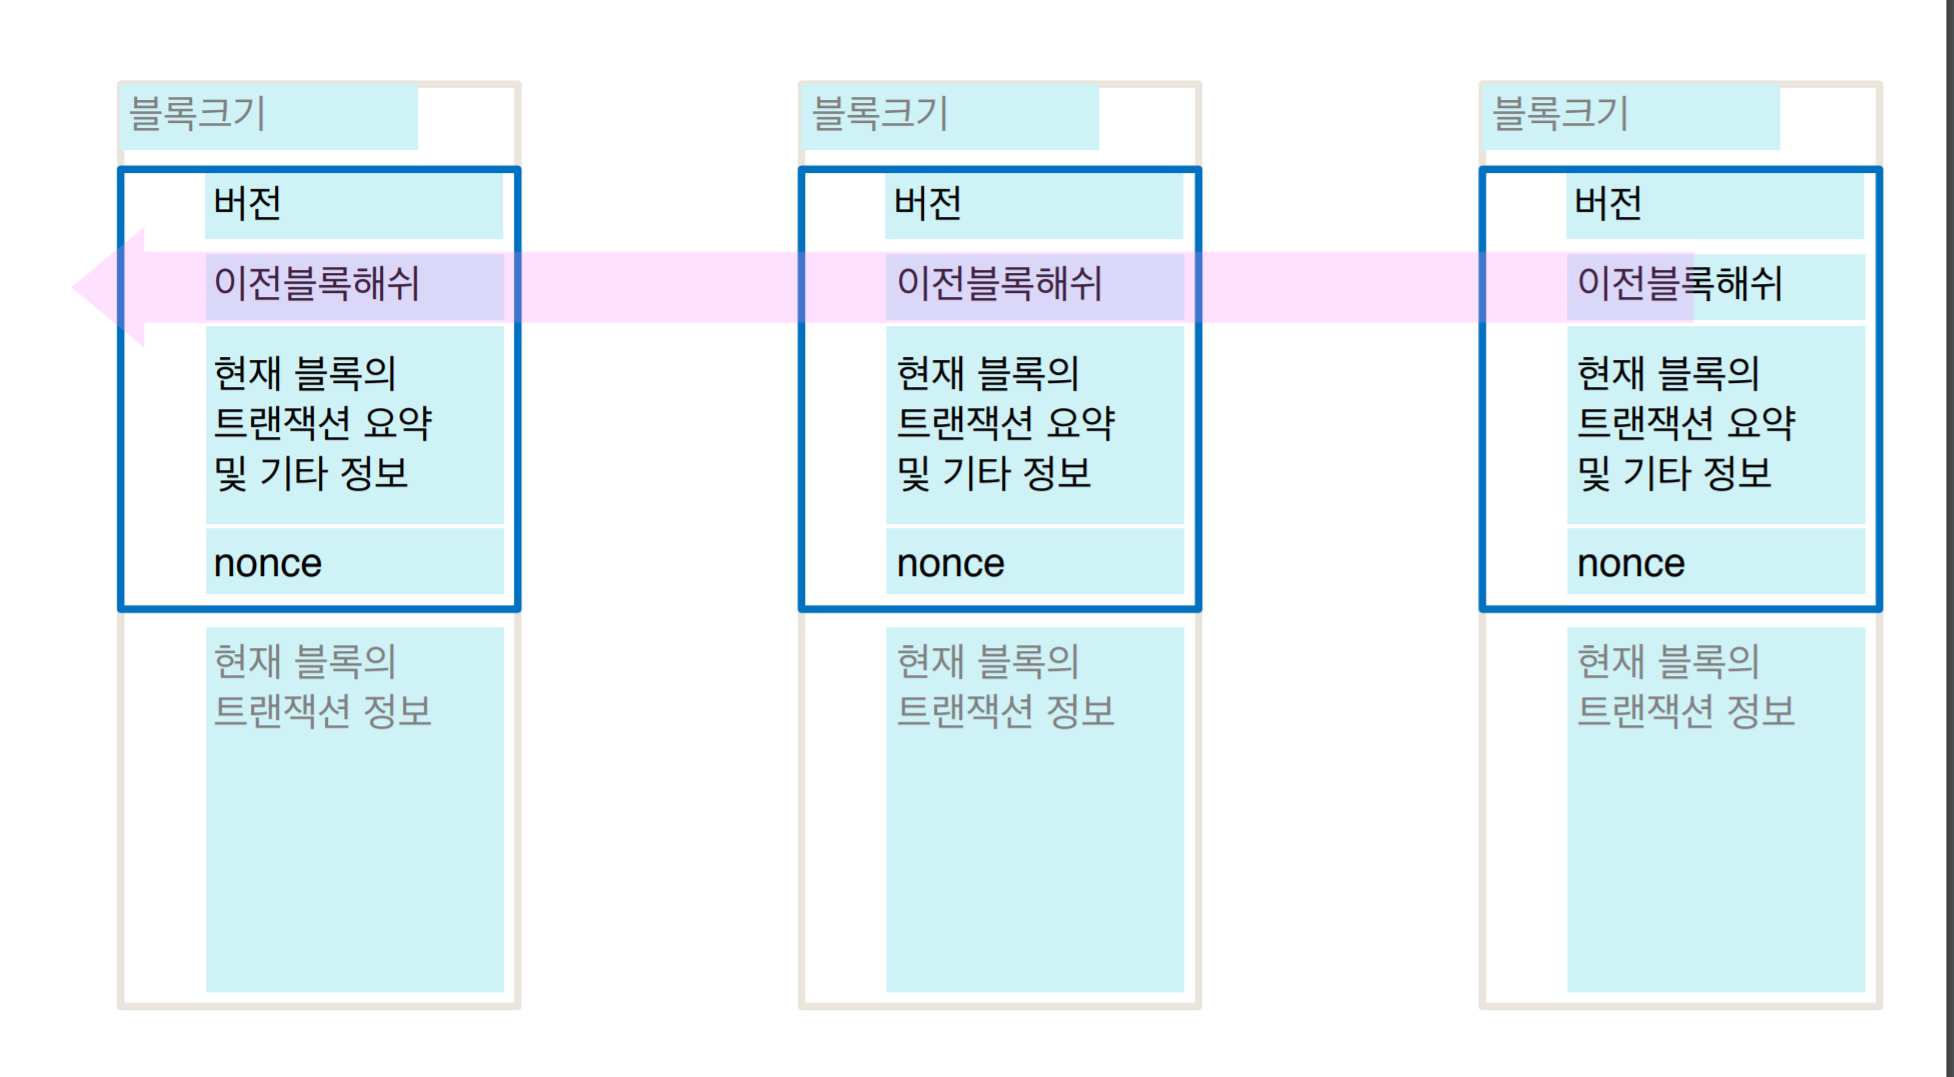 블록크기
버전
이전블록해쉬
현재 블록의
트랜잭션 요약
및 기타 정보
nonce
현재 블록의
트랜잭션 정보
블록크기
버전
이전블록해쉬
현재 블록의
트랜잭션 요약
및 기타 정보
nonce
현재 블록의
트랜잭션 정보
블록크기
버전
이전블록해쉬
현재 블록의
트랜잭션 요약
및 기타 정보
nonce
현재 블록의
트랜잭션 정보